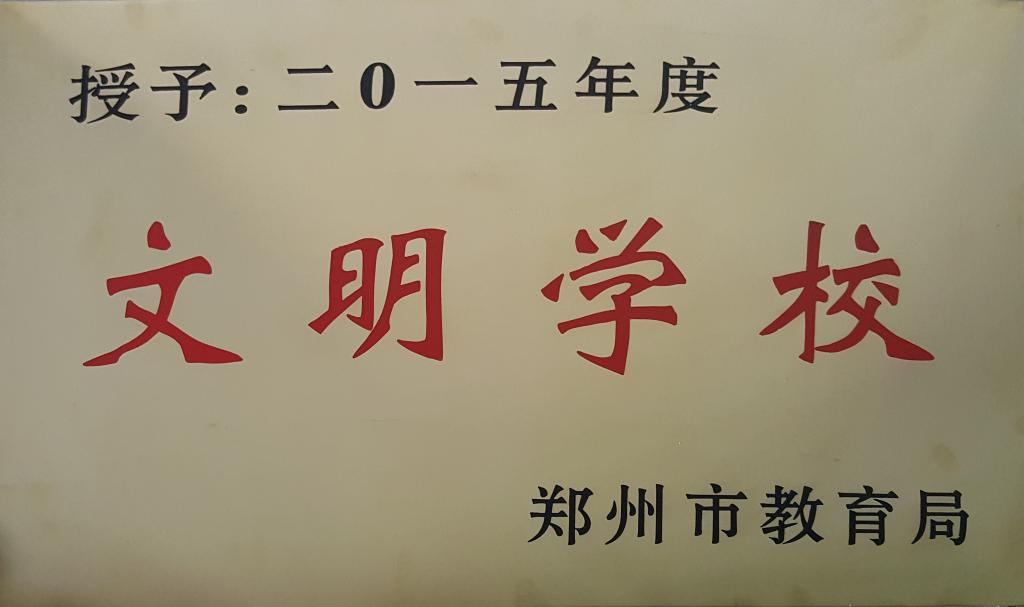 授予:二0一五年度
文明学校
郑州市教育局